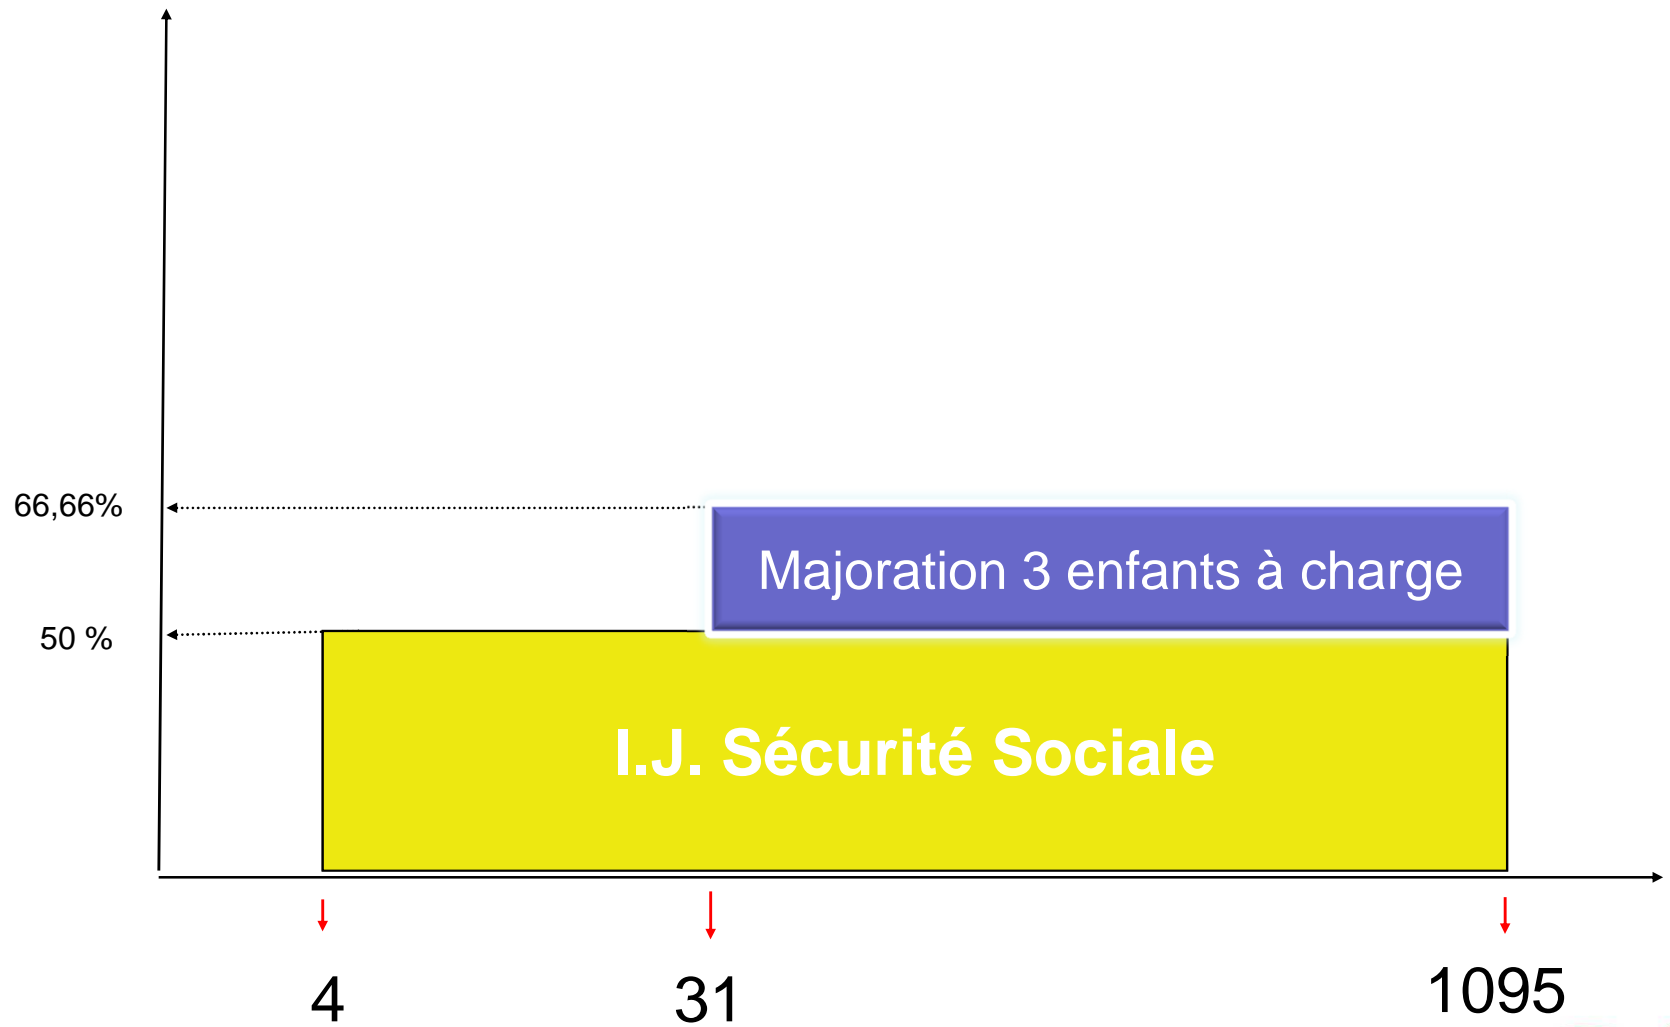 66,66%
Majoration 3 enfants à charge
50 %
I.J. Sécurité Sociale
4
31
1095